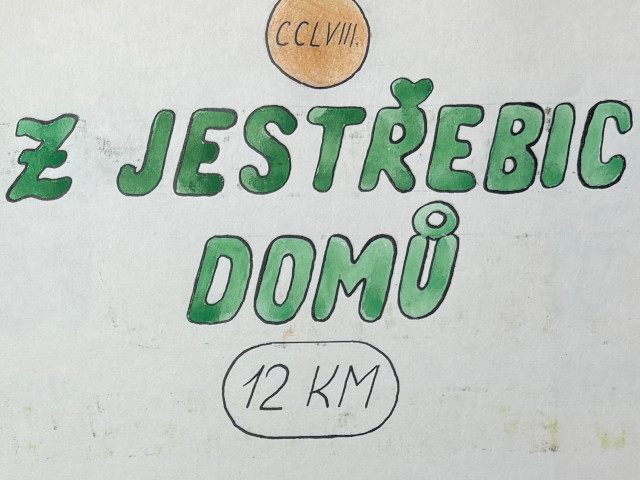 CCLVIII.
Z JESTŘEBIC
DOMŮ
12 KM